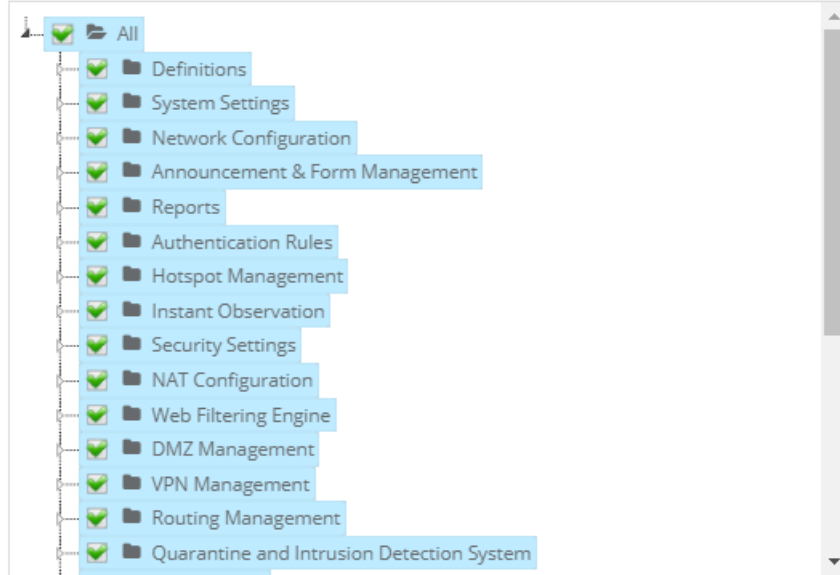 All
Definitions
System Settings
Network Configuration
Announcement & Form Management
Reports
Authentication Rules
Hotspot Management
Instant Observation
Security Settings
NAT Configuration
Web Filtering Engine
DMZ Management
VPN Management
Routing Management
Quarantine and Intrusion Detection System